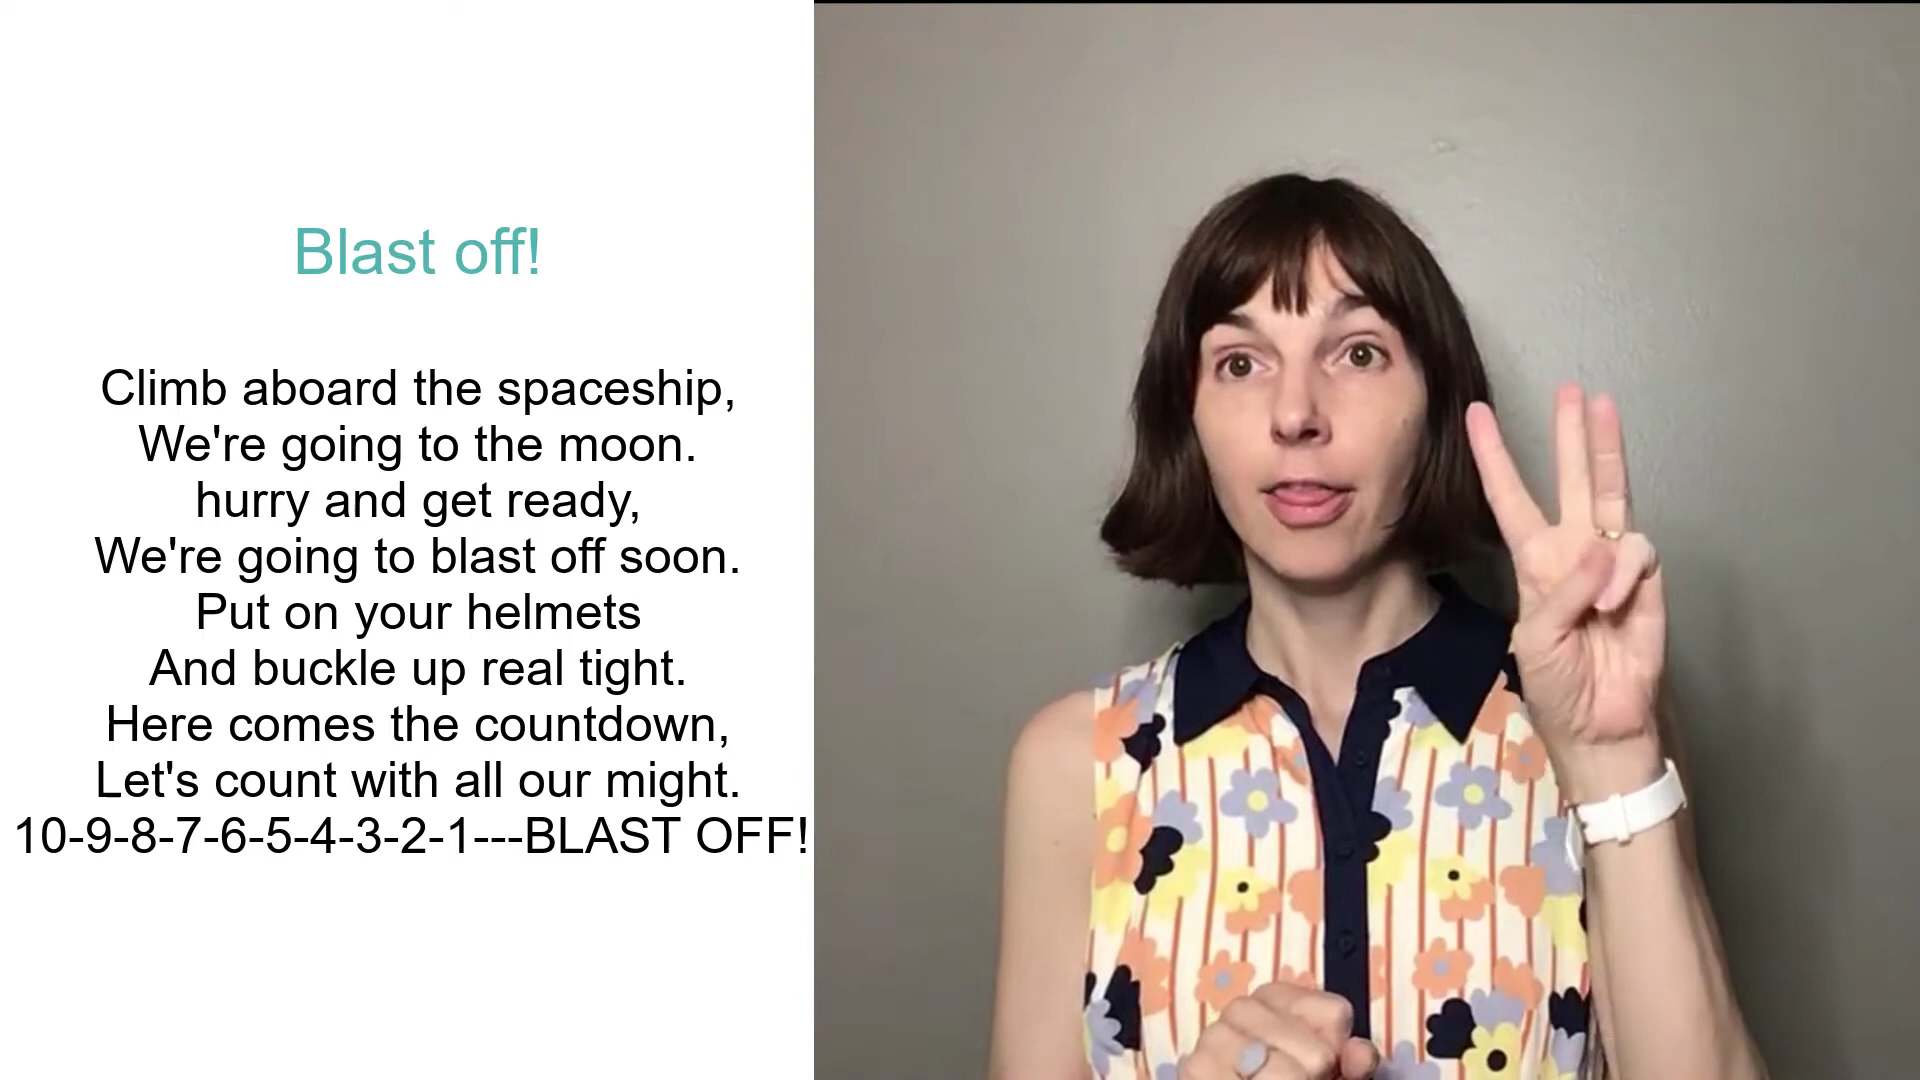 Blast off!
Climb aboard the spaceship,
We're going to the moon.
hurry and get ready,
We're going to blast off soon.
Put on your helmets
And buckle up real tight.
Here comes the countdown,
Let's count with all our might.
10-9-8-7-6-5-4-3-2-1---BLAST OFF!